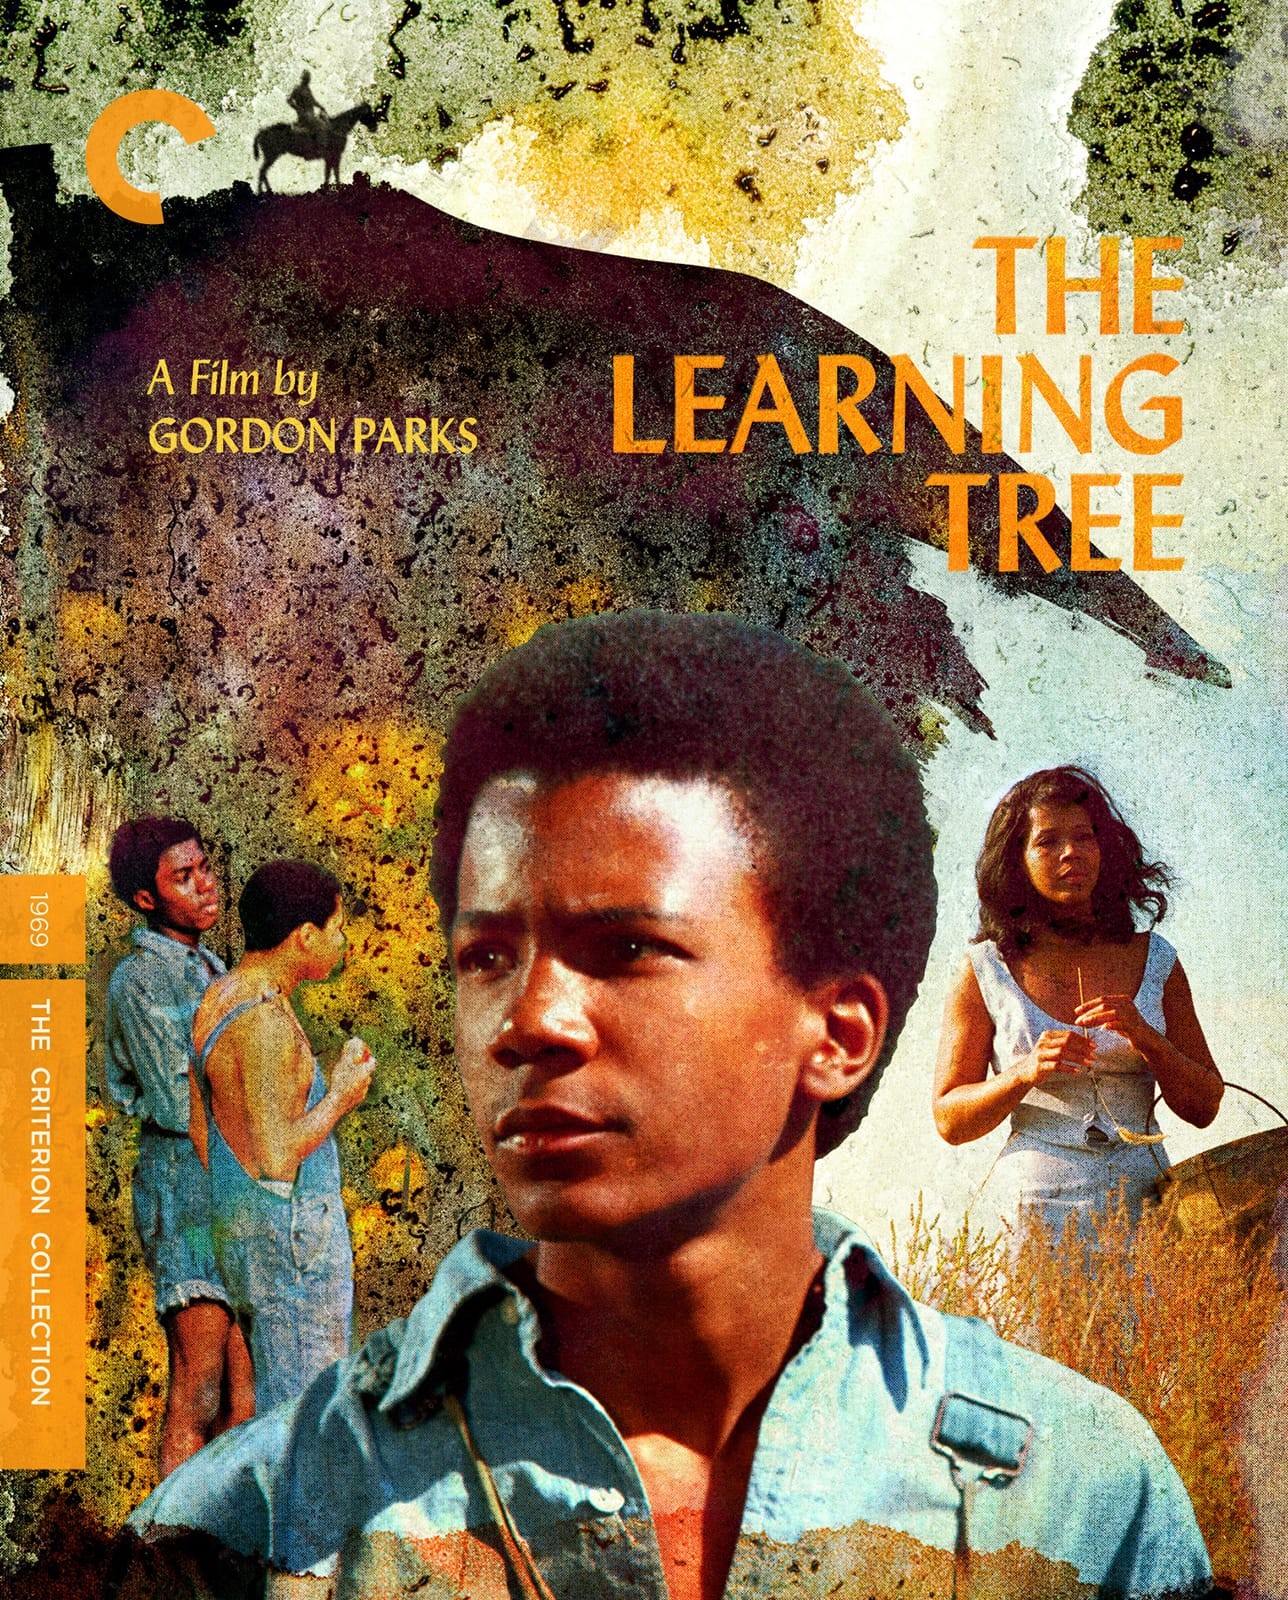 THE
LEARNING
TREE
A Film by
GORDON PARKS
1969
THE CRITERION COLLECTION